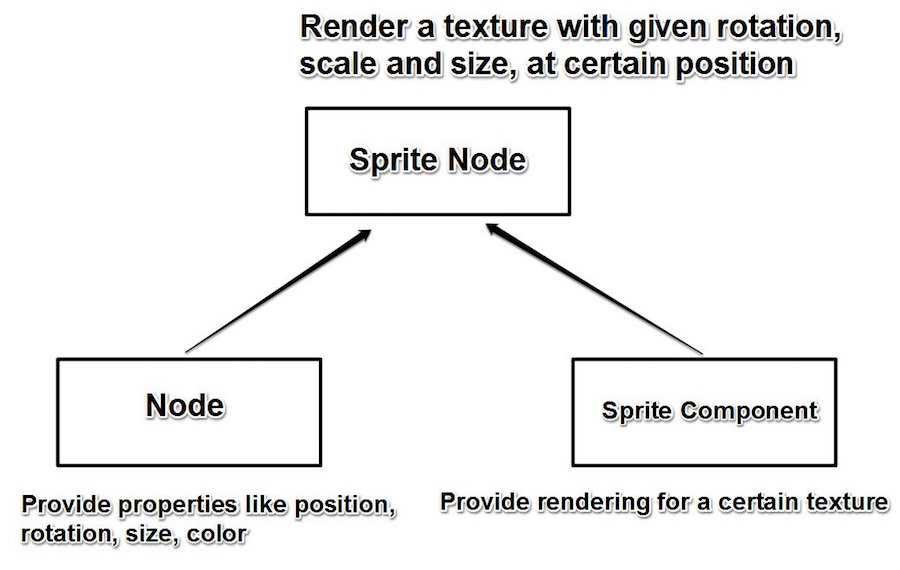 Render a texture with given rotation,
scale and size, at certain position
Sprite Node
Node
Sprite Component
Provide properties like position,
rotation, size, color
Provide rendering for a certain texture